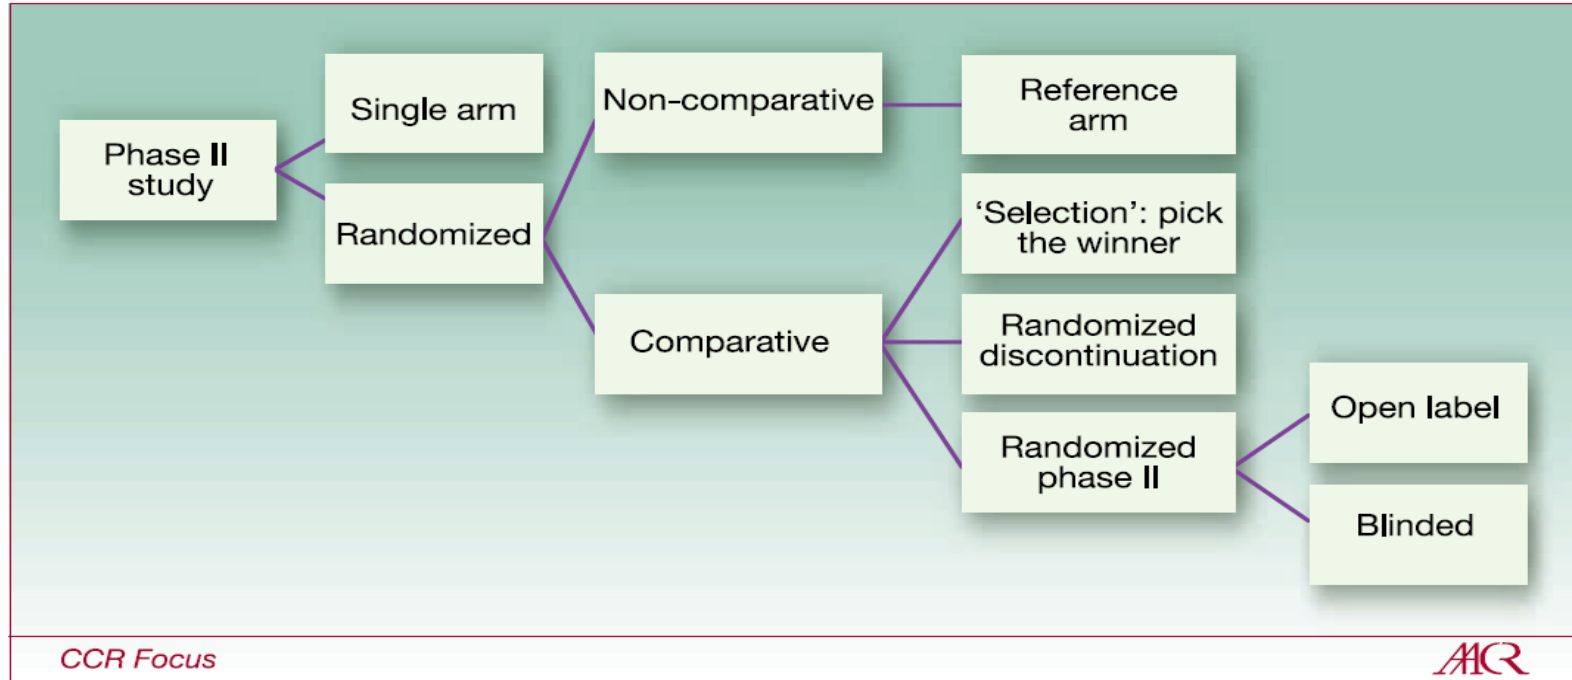 Phase II
study
Single arm
Randomized
Non-comparative
Comparative
Reference
arm
‘Selection’: pick
the winner
Randomized
discontinuation
Randomized
phase II
Open label
Blinded
CCR Focus
AACR